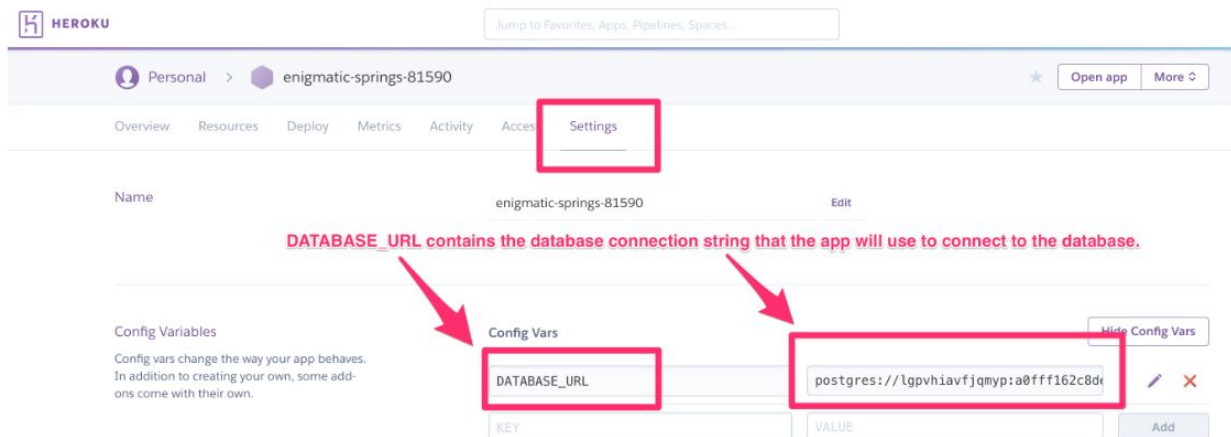 HEROKU
Jump to Favorites, Apps, Pipelines, Spaces...
Personal > enigmatic-springs-81590
Open app More
Overview Resources Deploy Metrics Activity Acces Settings
Name enigmatic-springs-81590 Edit
DATABASE_URL contains the database connection string that the app will use to connect to the database.
Config Variables Config Vars Hide Config Vars
Config vars change the way your app behaves.
In addition to creating your own, some add-
ons come with their own.
DATABASE_URL postgres://lgpvhiavfjqmyp:a0fff162c8de
KEY VALUE Add